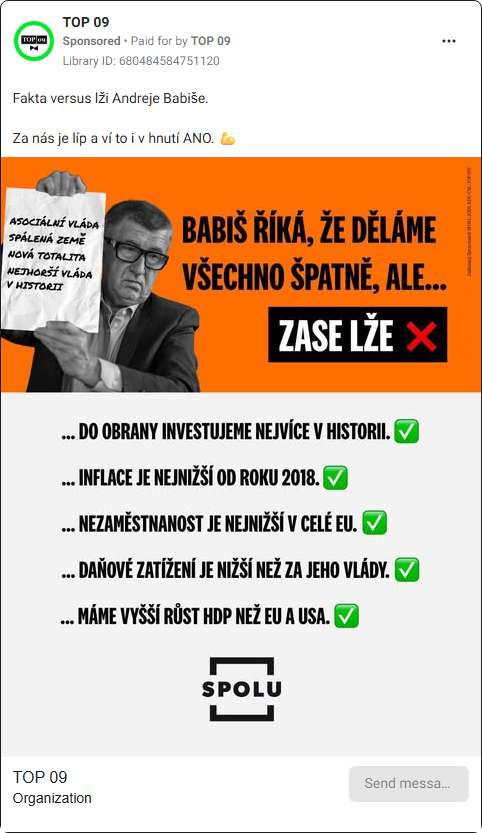 TOP 09
Sponsored • Paid for by TOP 09
Library ID: 680484584751120
Fakta versus lži Andreje Babiše.
Za nás je líp a ví to i v hnutí ANO. 💪
ASOCIÁLNÍ VLÁDA
SPÁLENÁ ZEMĚ
NOVÁ TOTALITA
NEJHORŠÍ VLÁDA
V HISTORII
BABIŠ ŘÍKÁ, ŽE DĚLÁME
VŠECHNO ŠPATNĚ, ALE...
ZASE LŽE ❌
... DO OBRANY INVESTUJEME NEJVÍCE V HISTORII. ✅
... INFLACE JE NEJNIŽŠÍ OD ROKU 2018. ✅
... NEZAMĚSTNANOST JE NEJNIŽŠÍ V CELÉ EU. ✅
... DAŇOVÉ ZATÍŽENÍ JE NIŽŠÍ NEŽ ZA JEHO VLÁDY. ✅
... MÁME VYŠŠÍ RŮST HDP NEŽ EU A USA. ✅
SPOLU
TOP 09
Organization
Send messa...